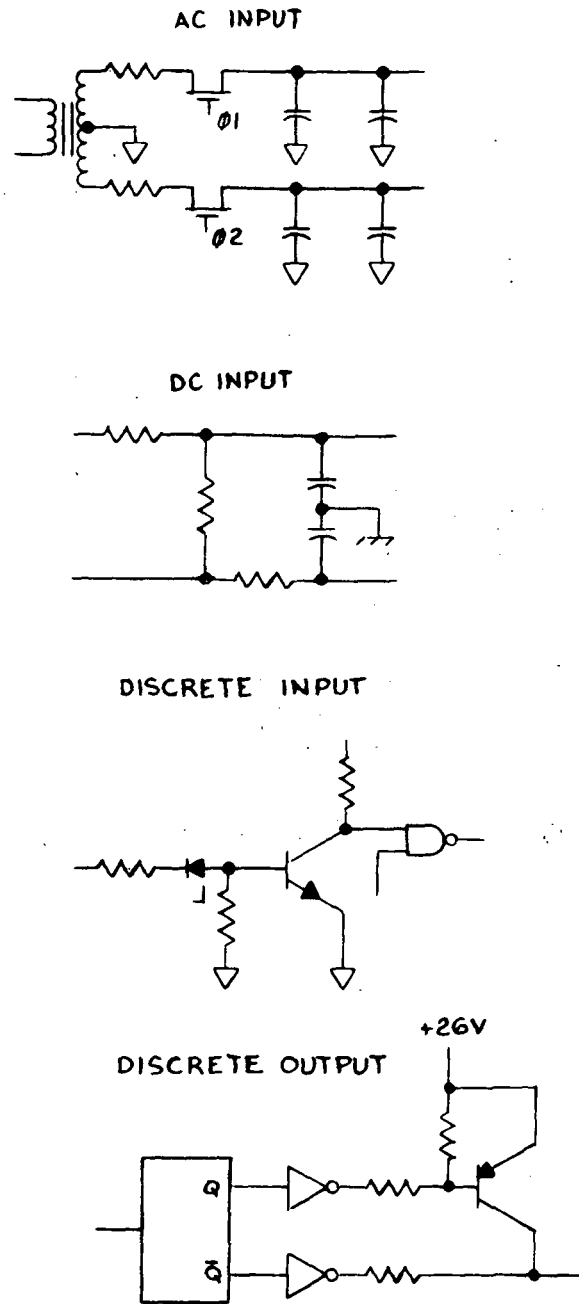 AC INPUT
Ø1
Ø2
DC INPUT
DISCRETE INPUT
DISCRETE OUTPUT
+26V
Q
Q̅